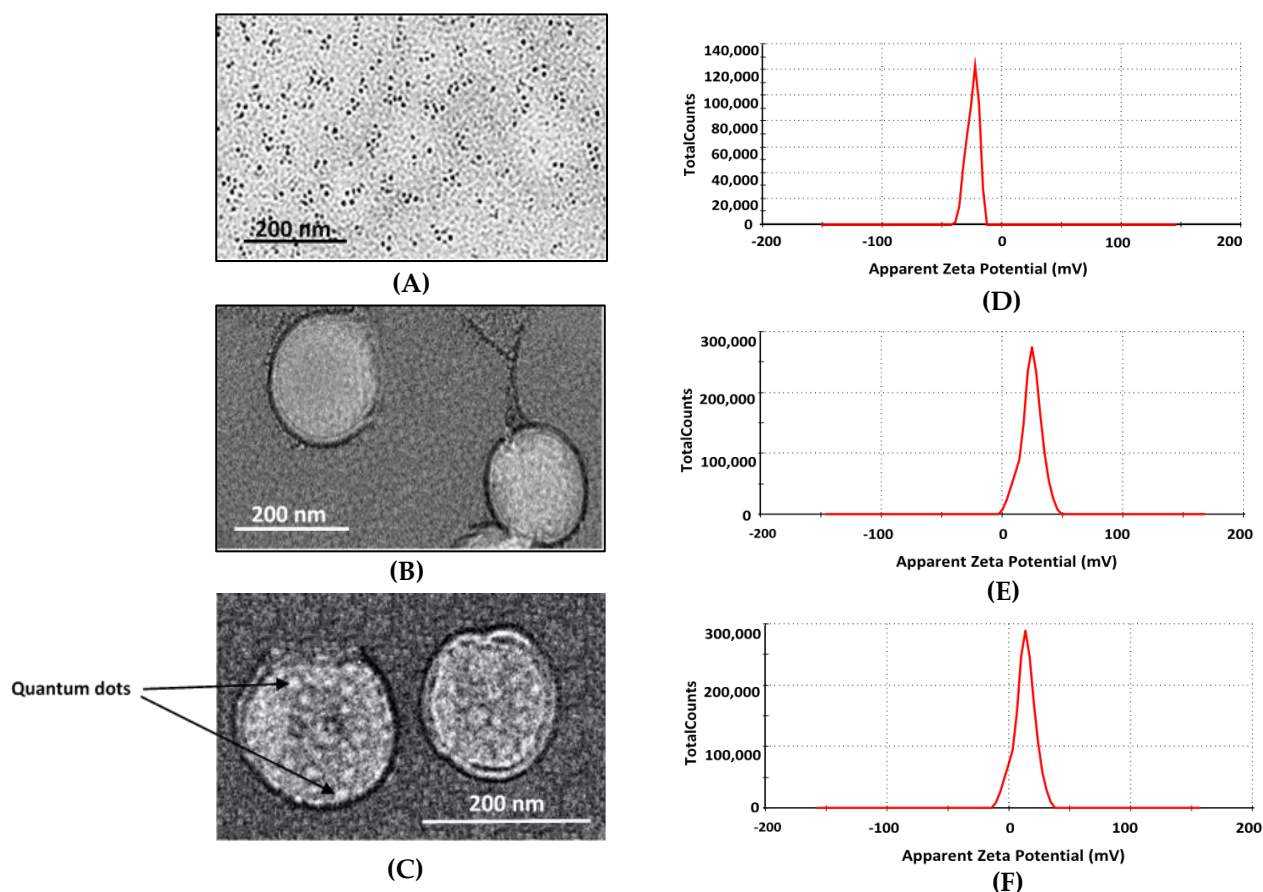 200 nm
(A)
200 nm
(B)
Quantum dots
200 nm
(C)
140,000
120,000
100,000
80,000
60,000
40,000
20,000
0
TotalCounts
-200 -100 0 100 200
Apparent Zeta Potential (mV)
(D)
300,000
200,000
100,000
0
TotalCounts
-200 -100 0 100 200
Apparent Zeta Potential (mV)
(E)
300,000
200,000
100,000
0
TotalCounts
-200 -100 0 100 200
Apparent Zeta Potential (mV)
(F)